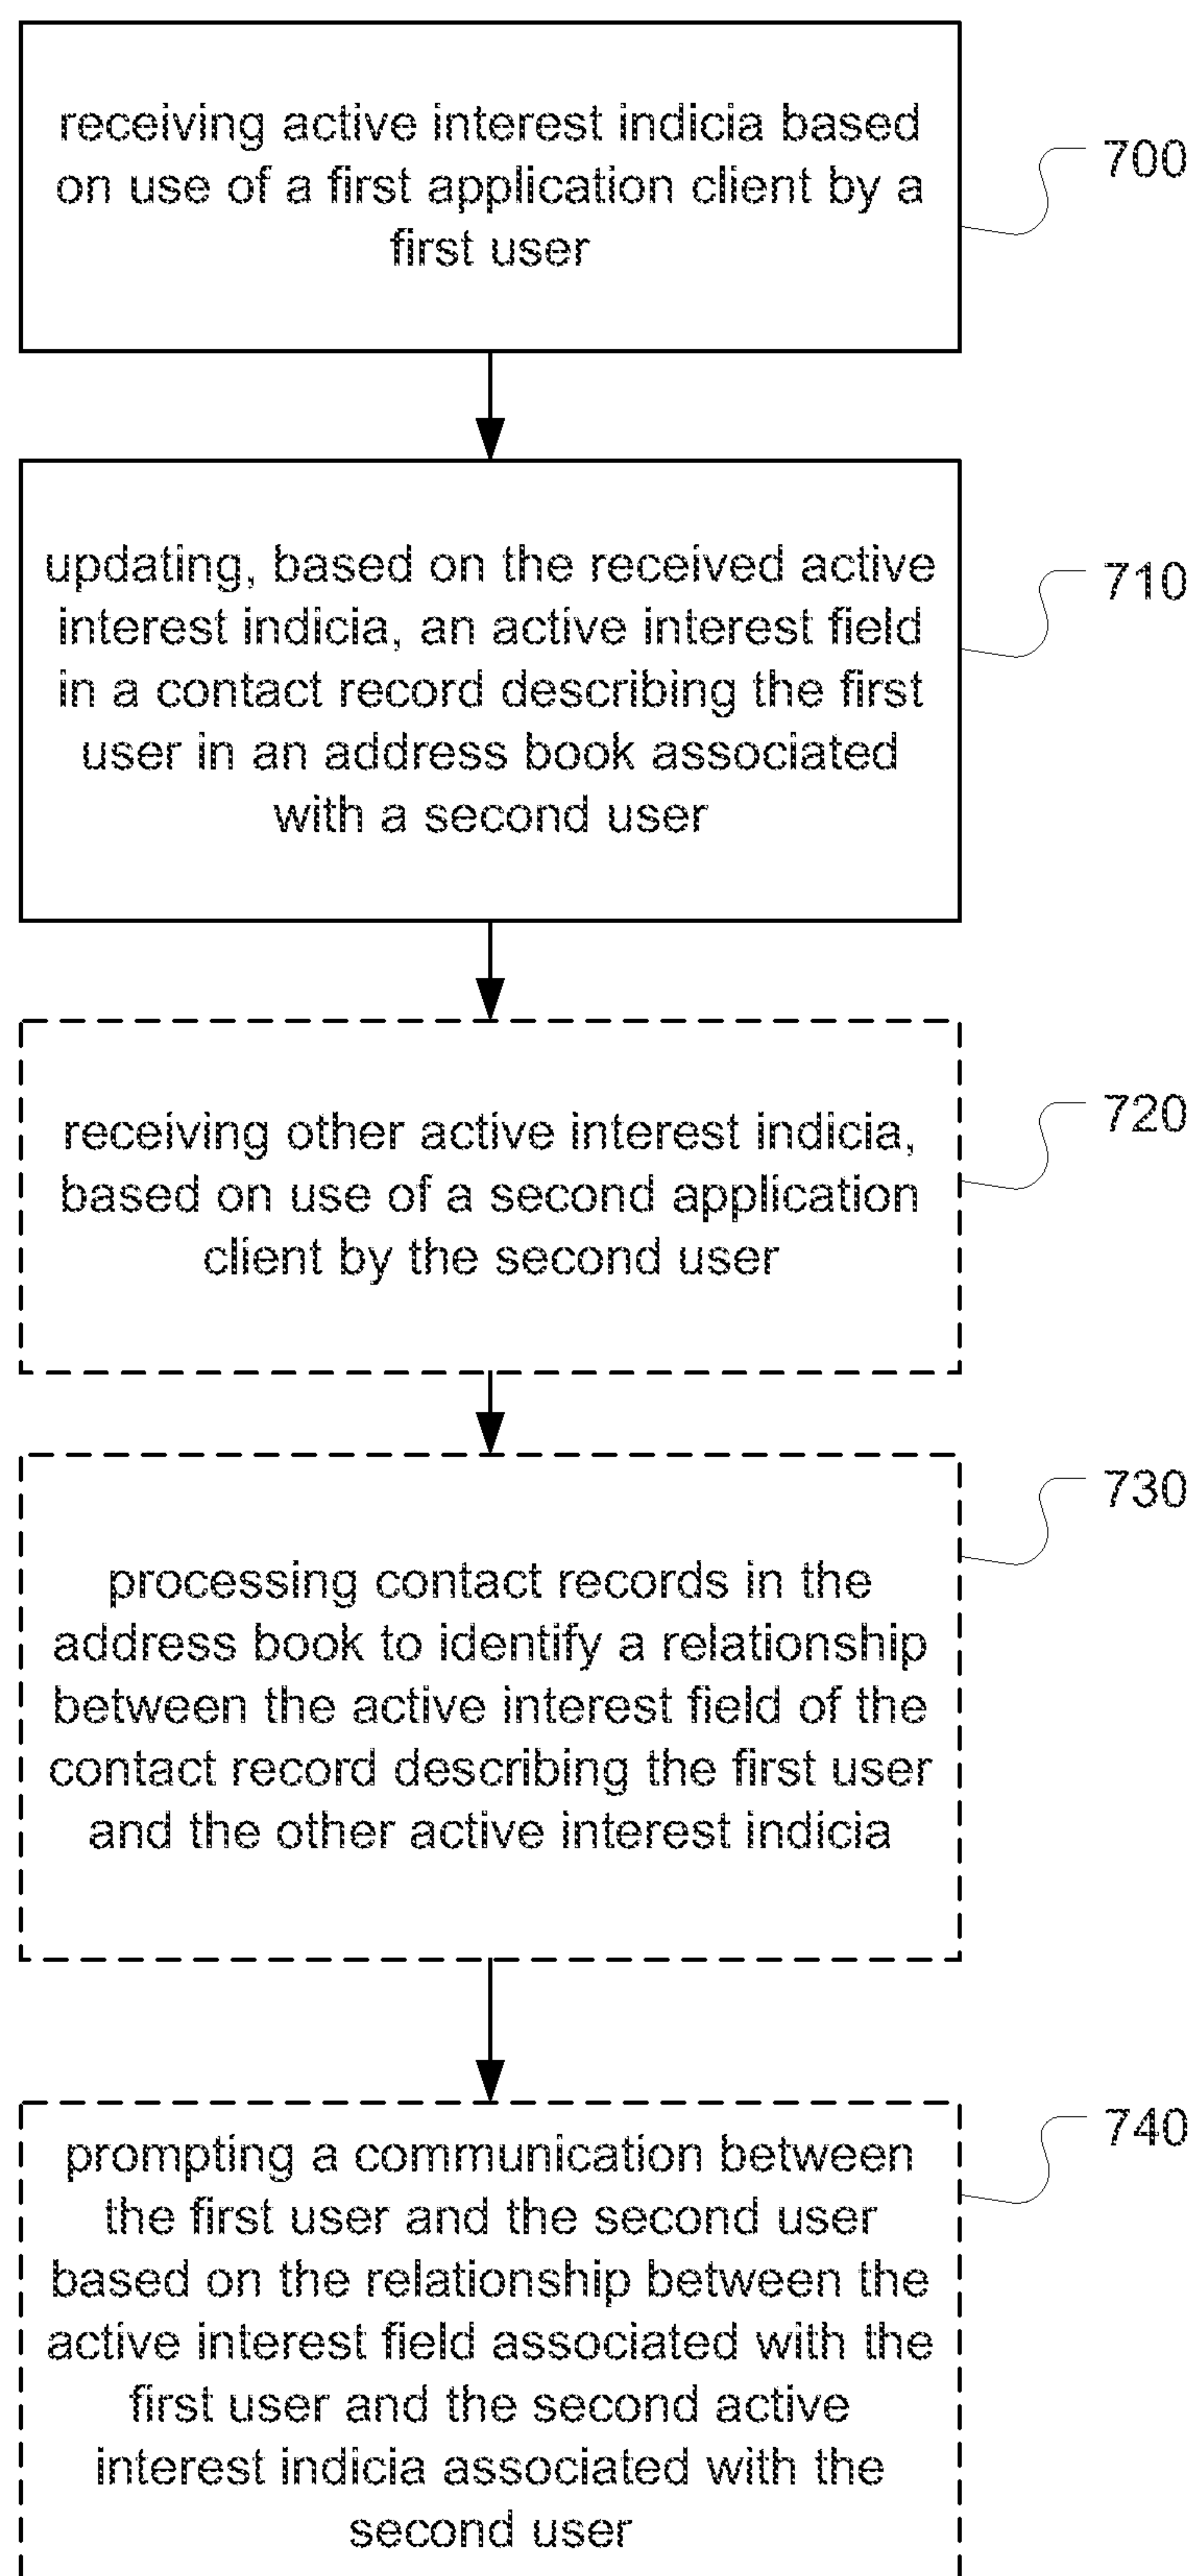 receiving active interest indicia based
on use of a first application client by a
first user
700
updating, based on the received active
interest indicia, an active interest field
in a contact record describing the first
user in an address book associated
with a second user
710
receiving other active interest indicia,
based on use of a second application
client by the second user
720
processing contact records in the
address book to identify a relationship
between the active interest field of the
contact record describing the first user
and the other active interest indicia
730
prompting a communication between
the first user and the second user
based on the relationship between the
active interest field associated with the
first user and the second active
interest indicia associated with the
second user
740